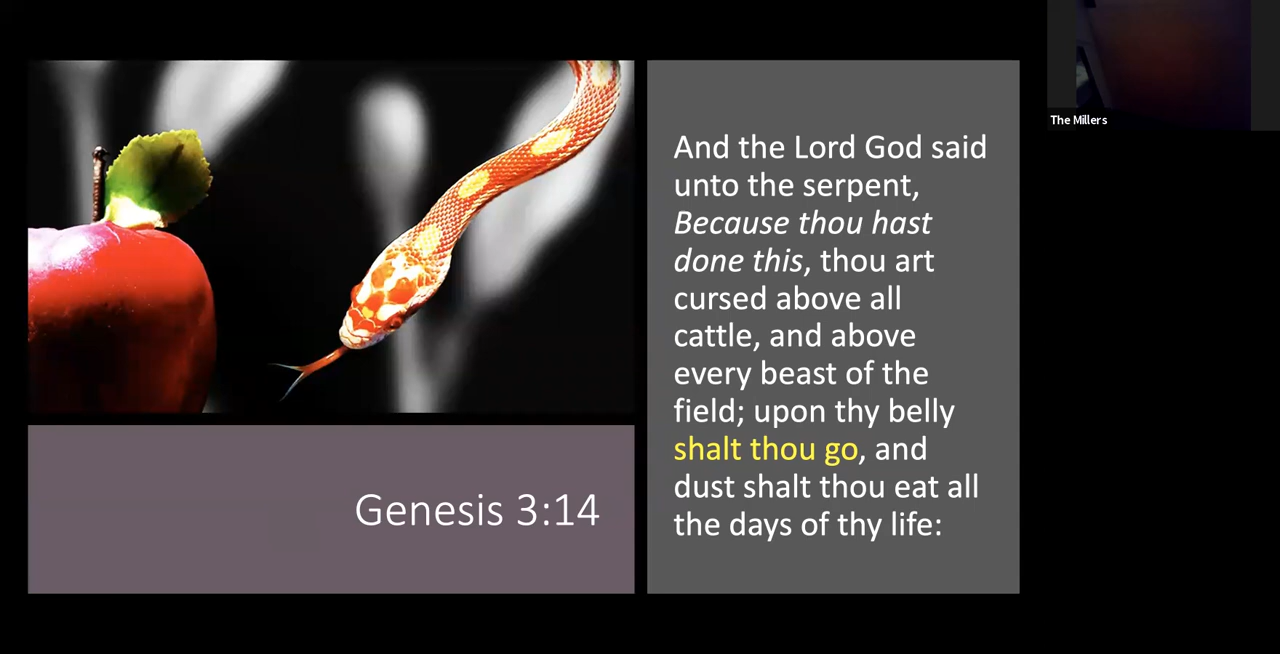 Genesis 3:14
And the Lord God said
unto the serpent,
Because thou hast
done this, thou art
cursed above all
cattle, and above
every beast of the
field; upon thy belly
shalt thou go, and
dust shalt thou eat all
the days of thy life:
The Millers